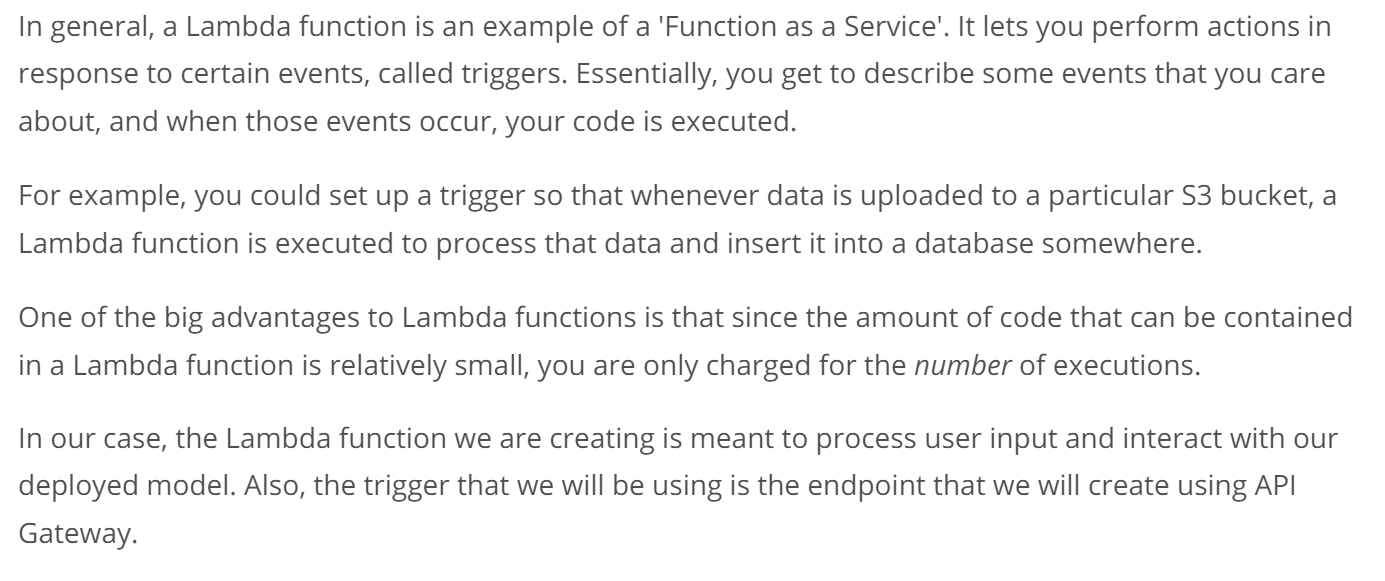 In general, a Lambda function is an example of a 'Function as a Service'. It lets you perform actions in
response to certain events, called triggers. Essentially, you get to describe some events that you care
about, and when those events occur, your code is executed.
For example, you could set up a trigger so that whenever data is uploaded to a particular S3 bucket, a
Lambda function is executed to process that data and insert it into a database somewhere.
One of the big advantages to Lambda functions is that since the amount of code that can be contained
in a Lambda function is relatively small, you are only charged for the number of executions.
In our case, the Lambda function we are creating is meant to process user input and interact with our
deployed model. Also, the trigger that we will be using is the endpoint that we will create using API
Gateway.